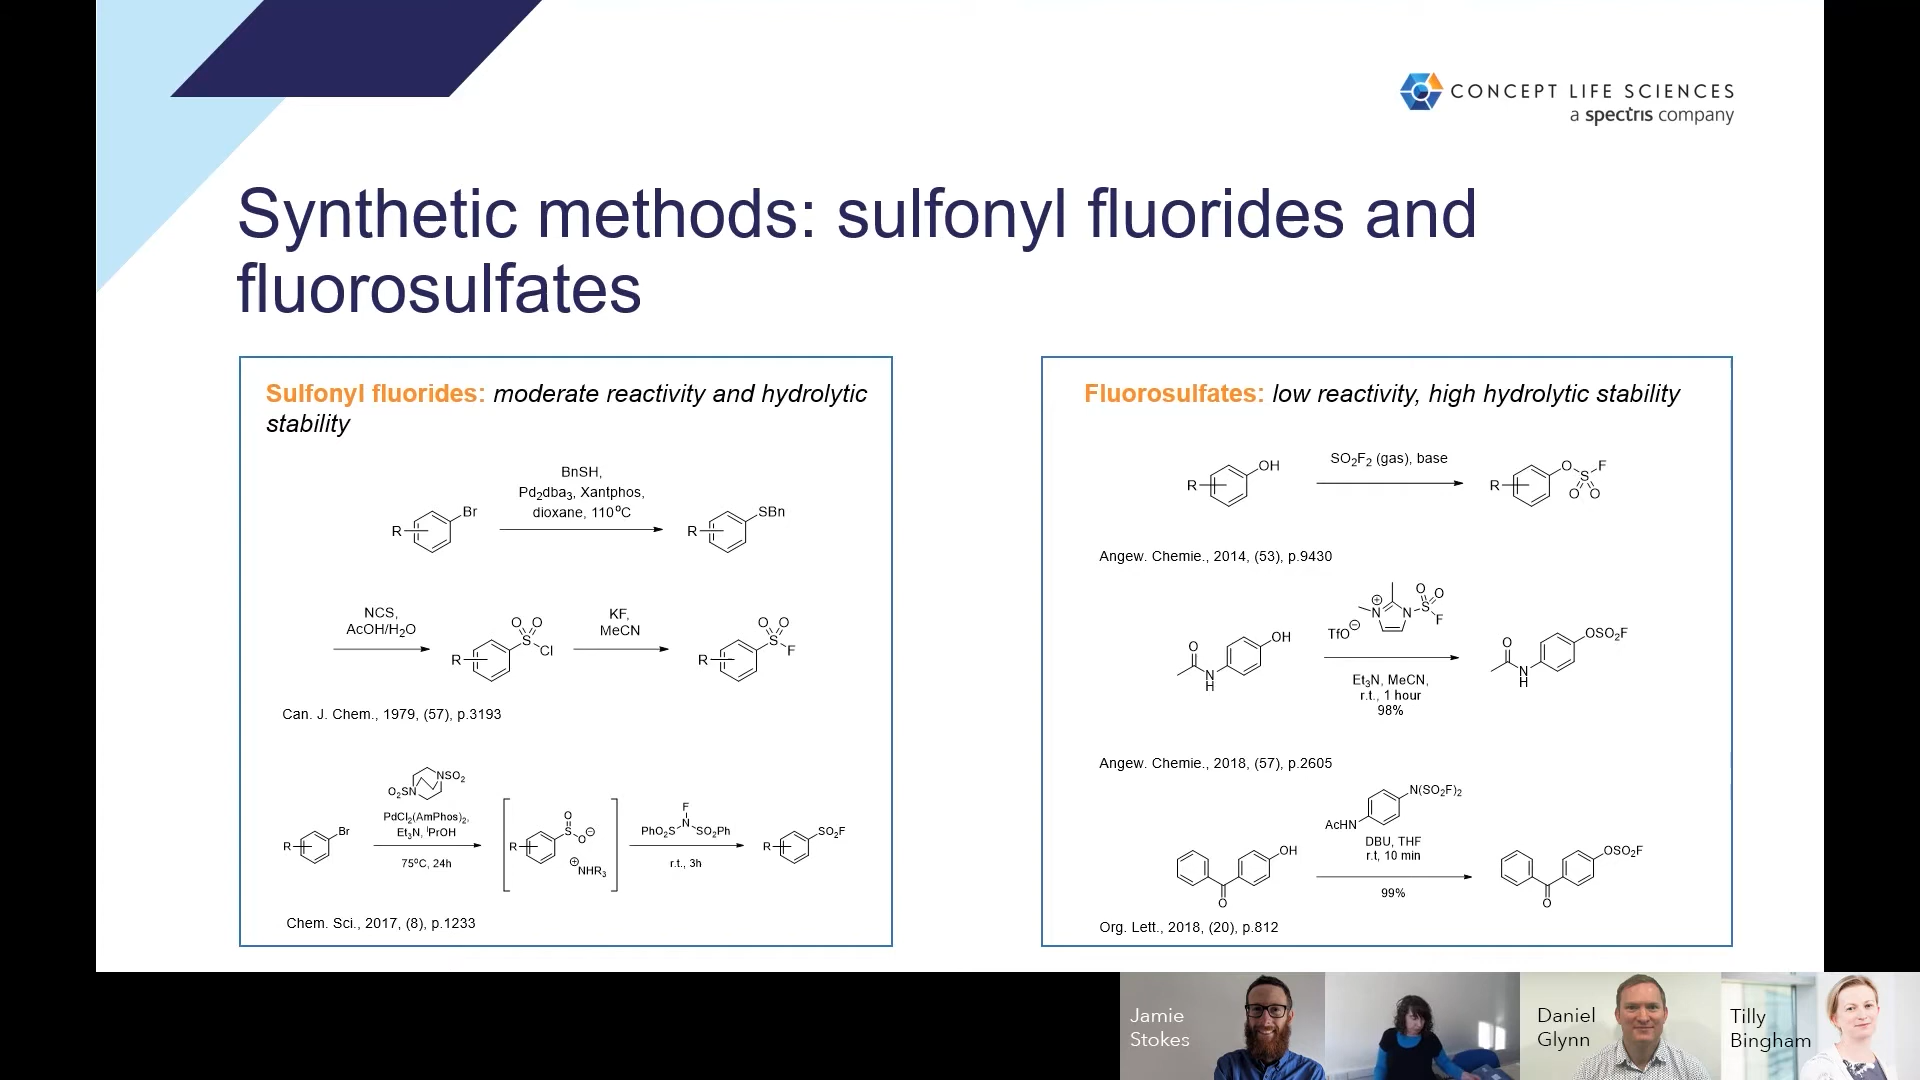 CONCEPT LIFE SCIENCES
a spectris company
Synthetic methods: sulfonyl fluorides and
fluorosulfates
Sulfonyl fluorides: moderate reactivity and hydrolytic
stability
BnSH,
Pd₂dba₃, Xantphos,
dioxane, 110°C
R
Br
R
SBn
NCS,
AcOH/H₂O
R
O O
S
Cl
KF,
MeCN
R
O O
S
F
Can. J. Chem., 1979, (57), p.3193
NSO₂
O₂SN
PdCl₂(AmPhos)₂,
Et₃N, ⁱPrOH
75°C, 24h
R
Br
R
O
S
O⊖
⊕
NHR₃
F
N
PhO₂S
SO₂Ph
r.t., 3h
R
SO₂F
Chem. Sci., 2017, (8), p.1233
Fluorosulfates: low reactivity, high hydrolytic stability
R
OH
SO₂F₂ (gas), base
R
O
S
F
O O
Angew. Chemie., 2014, (53), p.9430
O
N
H
OH
⊕
N
N
O O
S
F
TfO⊖
Et₃N, MeCN,
r.t., 1 hour
98%
O
N
H
OSO₂F
Angew. Chemie., 2018, (57), p.2605
N(SO₂F)₂
AcHN
DBU, THF
r.t, 10 min
99%
OH
O
OSO₂F
O
Org. Lett., 2018, (20), p.812
Jamie
Stokes
Daniel
Glynn
Tilly
Bingham